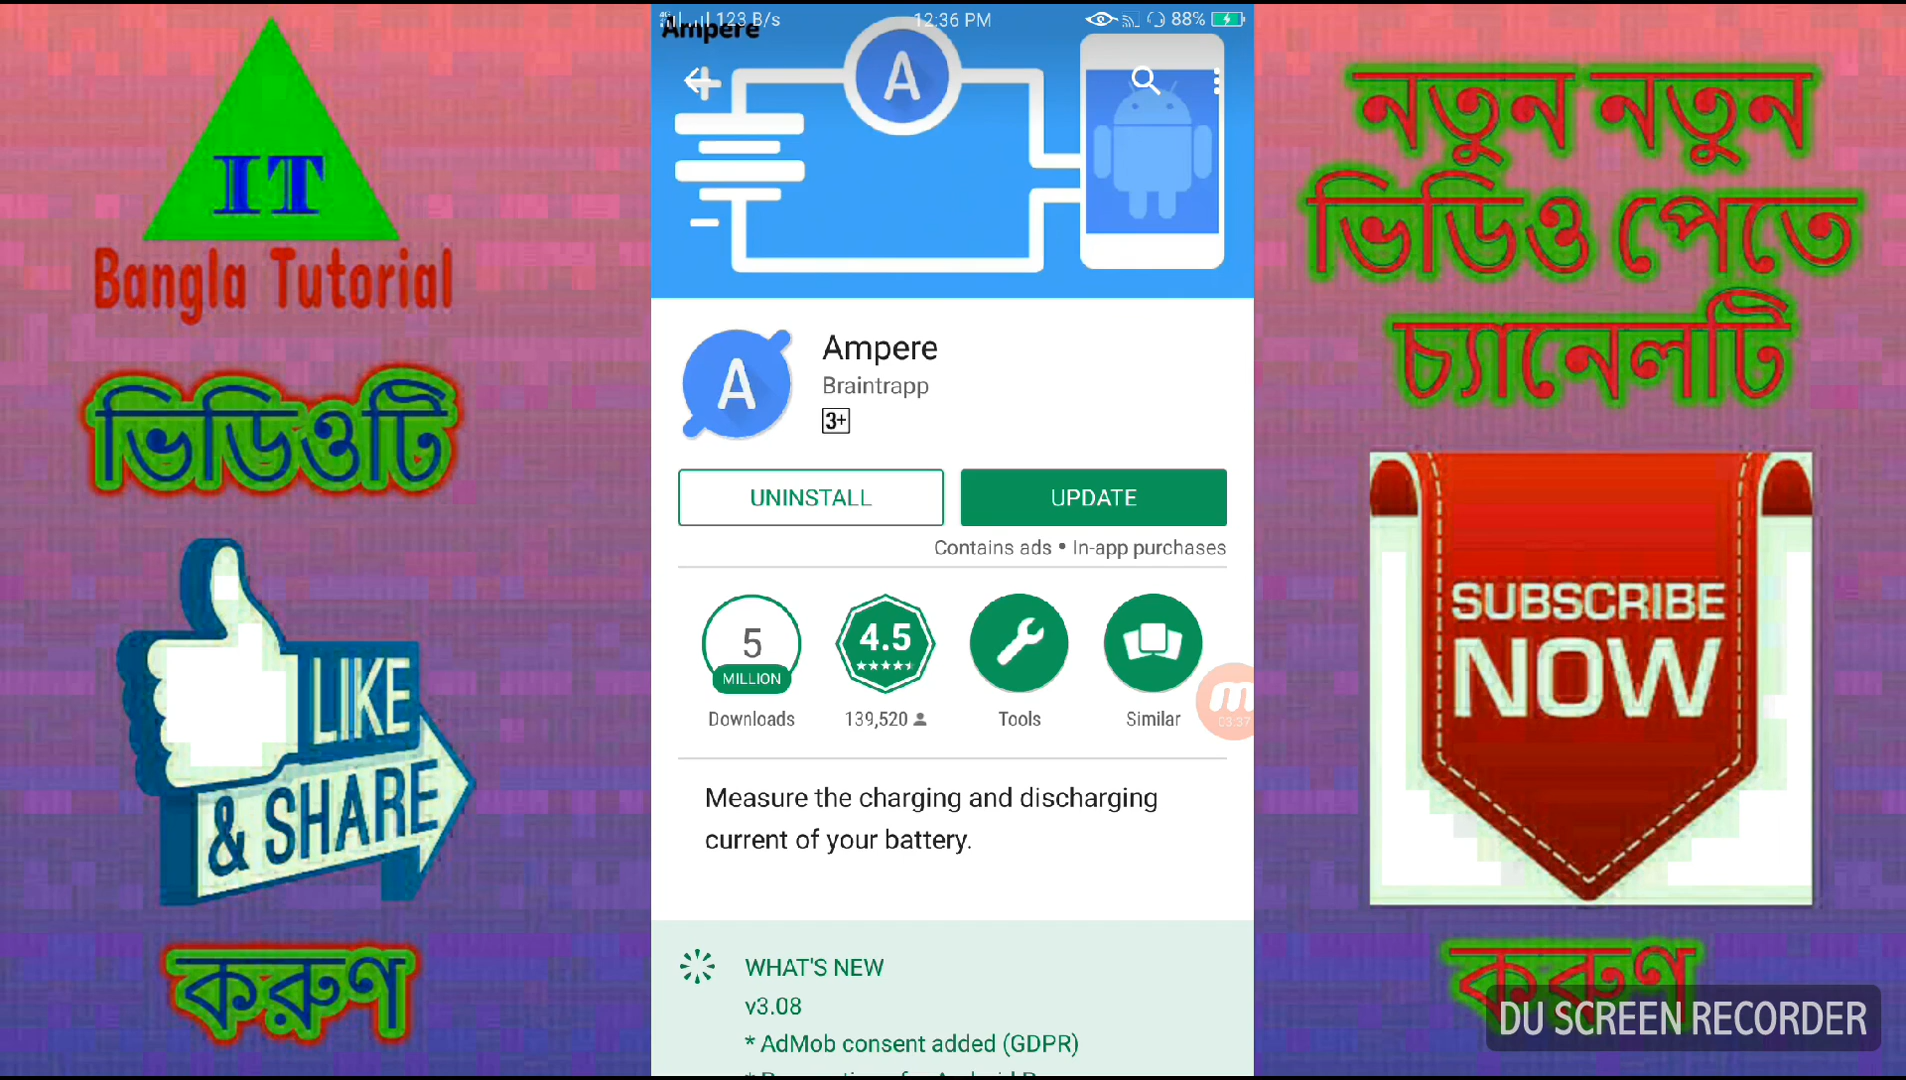 IT
Bangla Tutorial
ভিডিওটি
LIKE
& SHARE
করুণ
123 B/s 12:36 PM 88%
Ampere
A
Ampere
Braintrapp
3+
A
UNINSTALL UPDATE
Contains ads • In-app purchases
5
MILLION
4.5
Downloads 139,520 Tools Similar
03:37
Measure the charging and discharging
current of your battery.
WHAT'S NEW
v3.08
* AdMob consent added (GDPR)
নতুন নতুন
ভিডিও পেতে
চ্যানেলটি
SUBSCRIBE
NOW
করুণ
DU SCREEN RECORDER